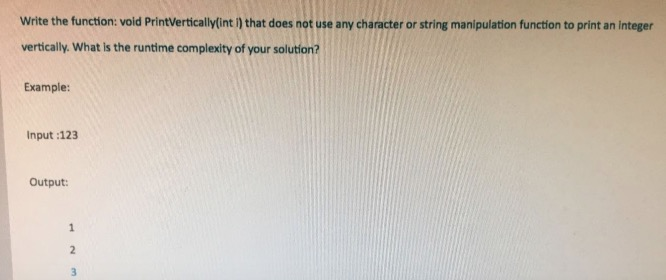 Write the function: void PrintVertically(int i) that does not use any character or string manipulation function to print an integer
vertically. What is the runtime complexity of your solution?
Example:
Input :123
Output:
1
2
3